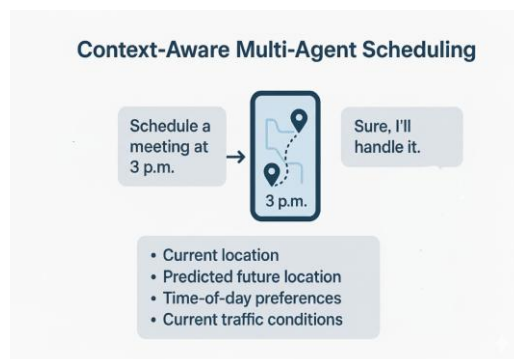 Context-Aware Multi-Agent Scheduling
Schedule a
meeting at
3 p.m.
3 p.m.
Sure, I'll
handle it.
• Current location
• Predicted future location
• Time-of-day preferences
• Current traffic conditions